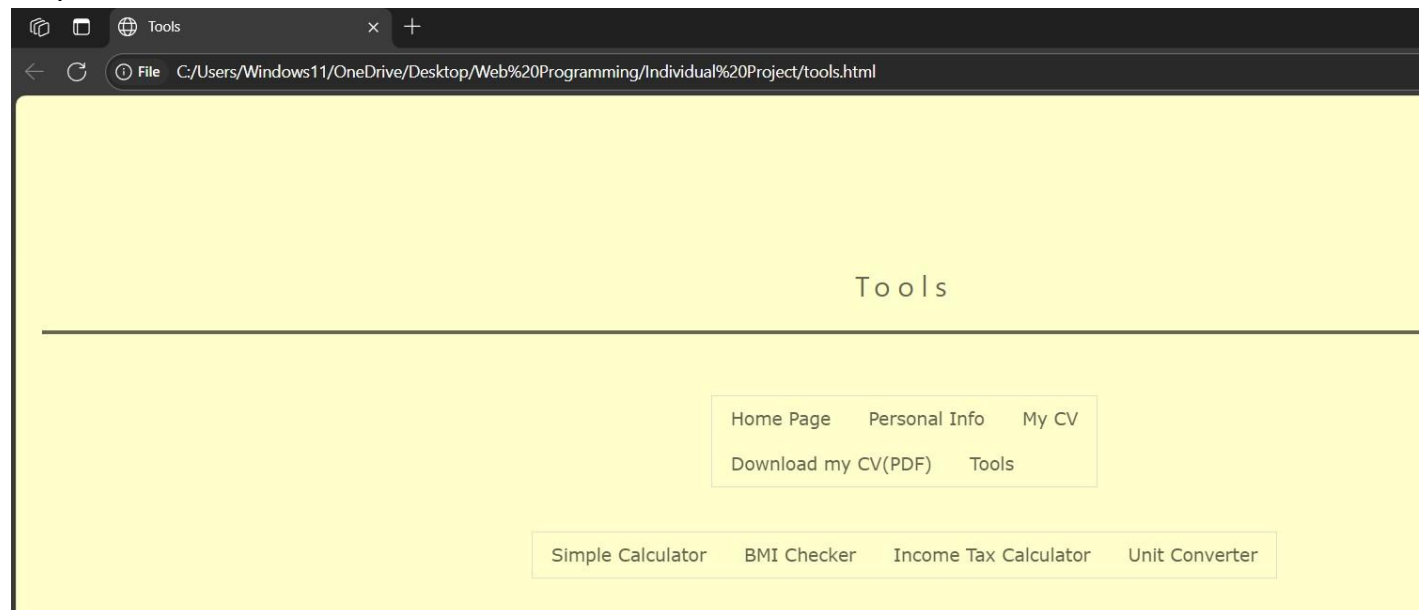 Tools
File C:/Users/Windows11/OneDrive/Desktop/Web%20Programming/Individual%20Project/tools.html
Tools
Home Page Personal Info My CV
Download my CV(PDF) Tools
Simple Calculator BMI Checker Income Tax Calculator Unit Converter